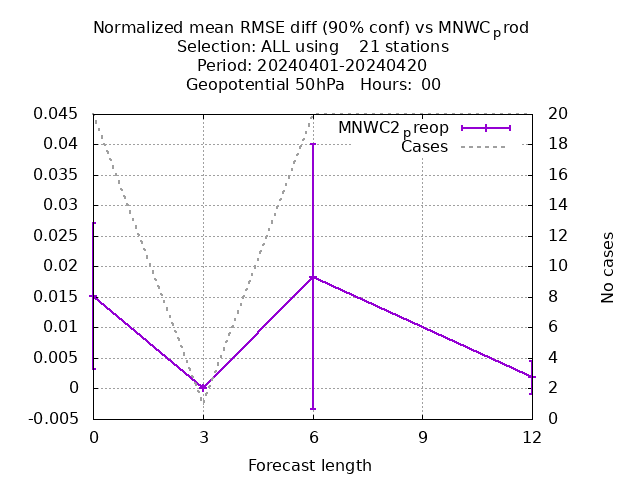 Normalized mean RMSE diff (90% conf) vs MNWCprod
Selection: ALL using    21 stations
Period: 20240401-20240420
Geopotential 50hPa   Hours:  00
MNWC2preop
Cases
0.045
0.04
0.035
0.03
0.025
0.02
0.015
0.01
0.005
0
-0.005
20
18
16
14
12
10
8
6
4
2
0
No cases
0 3 6 9 12
Forecast length